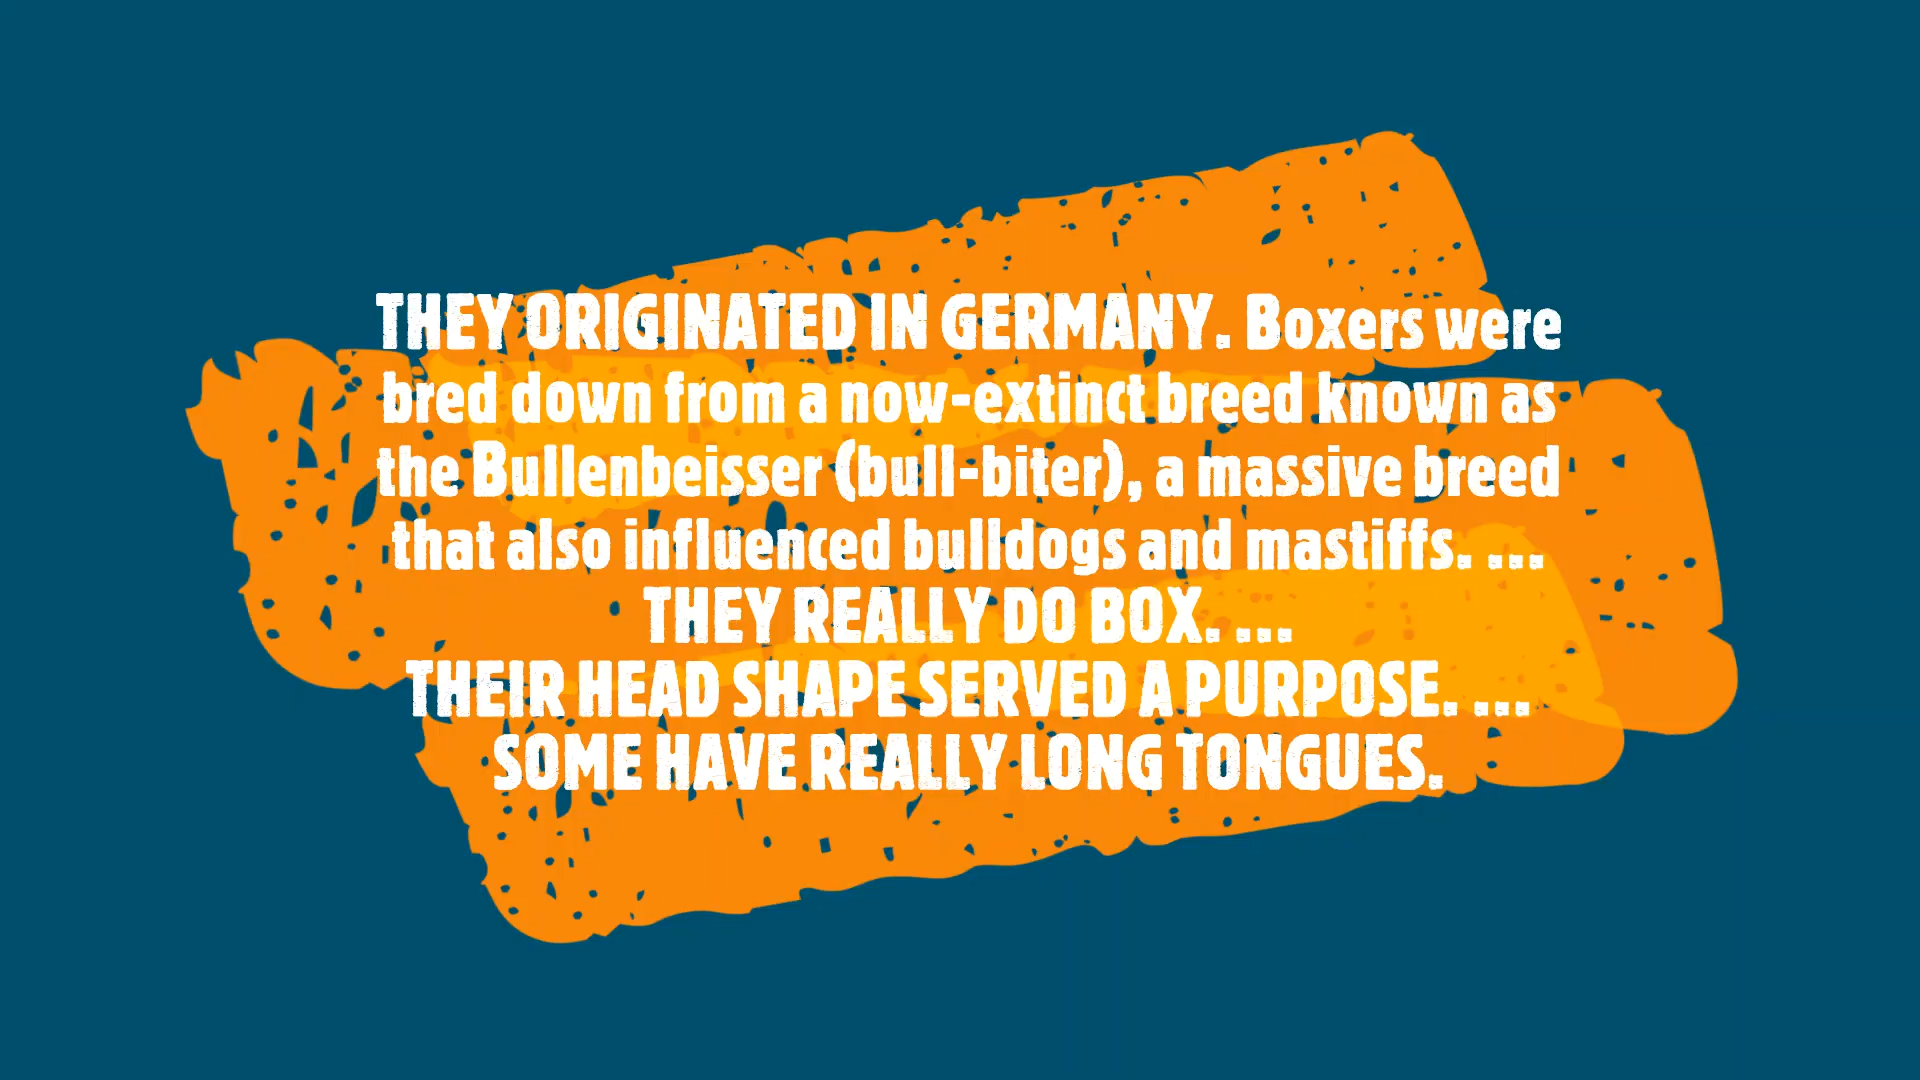 THEY ORIGINATED IN GERMANY. Boxers were
bred down from a now-extinct breed known as
the Bullenbeisser (bull-biter), a massive breed
that also influenced bulldogs and mastiffs. ...
THEY REALLY DO BOX. ...
THEIR HEAD SHAPE SERVED A PURPOSE. ...
SOME HAVE REALLY LONG TONGUES.